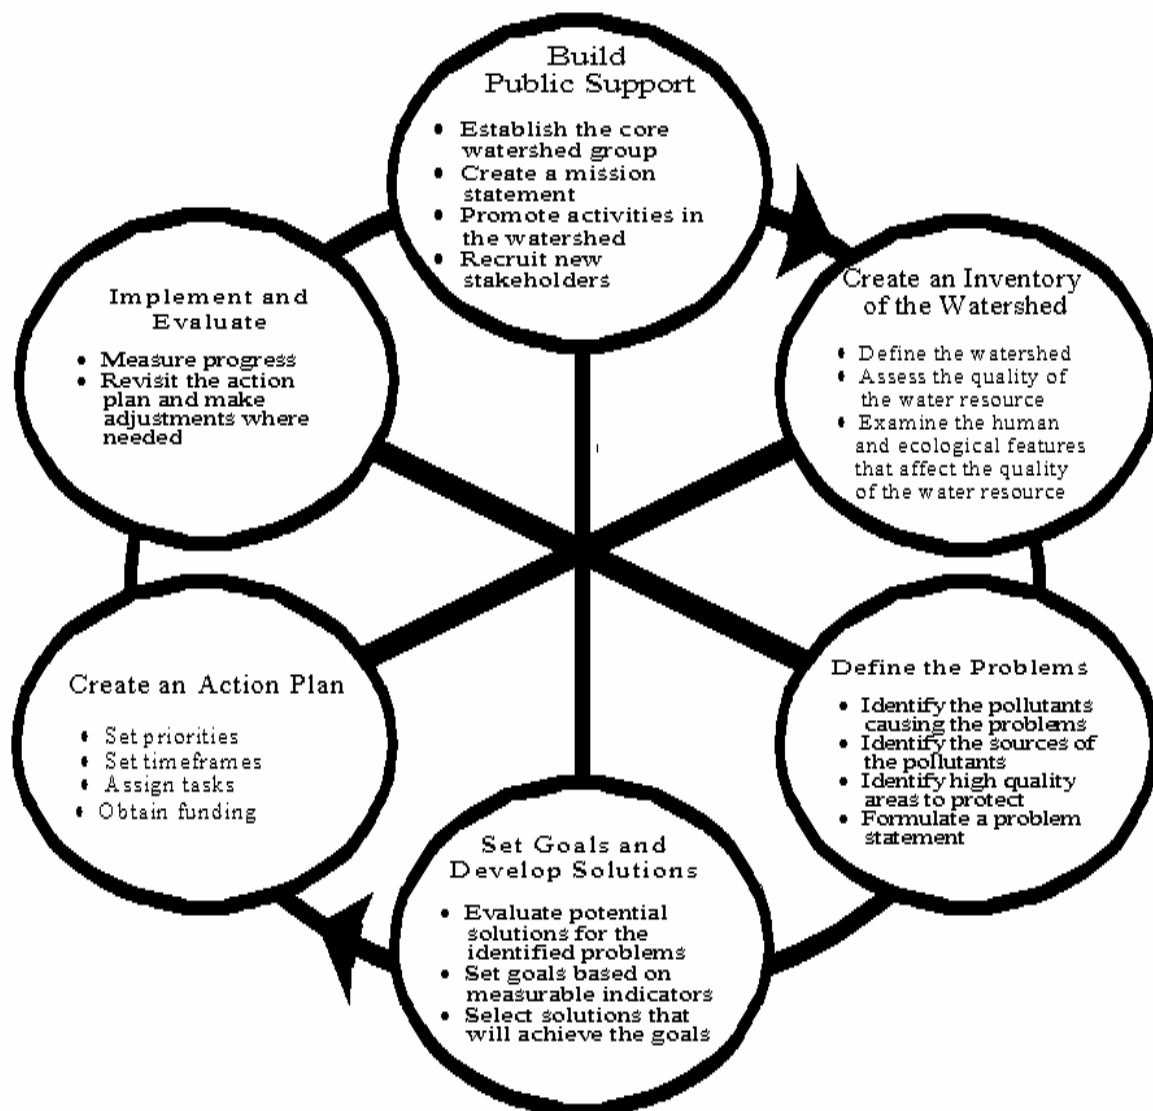 Build
Public Support
• Establish the core
watershed group
• Create a mission
statement
• Promote activities in
the watershed
• Recruit new
stakeholders
Create an Inventory
of the Watershed
• Define the watershed
• Assess the quality of
the water resource
• Examine the human
and ecological features
that affect the quality
of the water resource
Define the Problems
• Identify the pollutants
causing the problems
• Identify the sources of
the pollutants
• Identify high quality
areas to protect
• Formulate a problem
statement
Set Goals and
Develop Solutions
• Evaluate potential
solutions for the
identified problems
• Set goals based on
measurable indicators
• Select solutions that
will achieve the goals
Create an Action Plan
• Set priorities
• Set timeframes
• Assign tasks
• Obtain funding
Implement and
Evaluate
• Measure progress
• Revisit the action
plan and make
adjustments where
needed